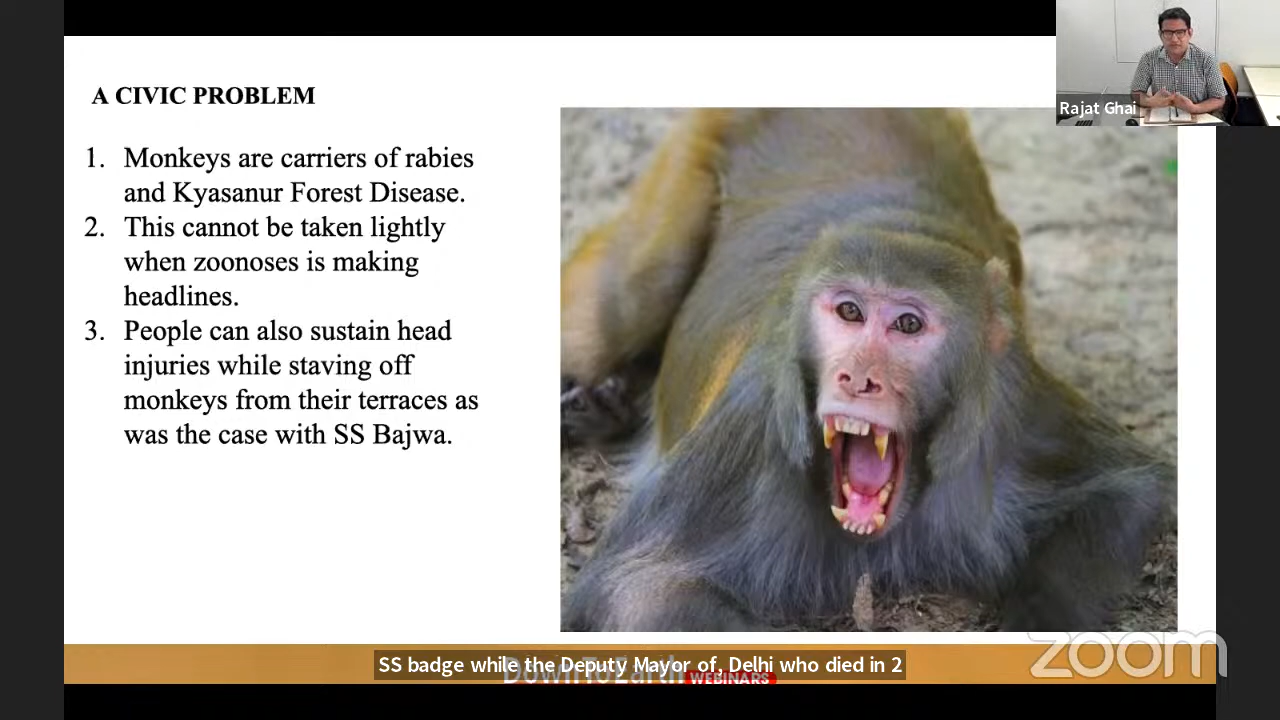 A CIVIC PROBLEM
1. Monkeys are carriers of rabies
and Kyasanur Forest Disease.
2. This cannot be taken lightly
when zoonoses is making
headlines.
3. People can also sustain head
injuries while staving off
monkeys from their terraces as
was the case with SS Bajwa.
Rajat Ghai
zoom
SS badge while the Deputy Mayor of, Delhi who died in 2
Down To Earth WEBINARS